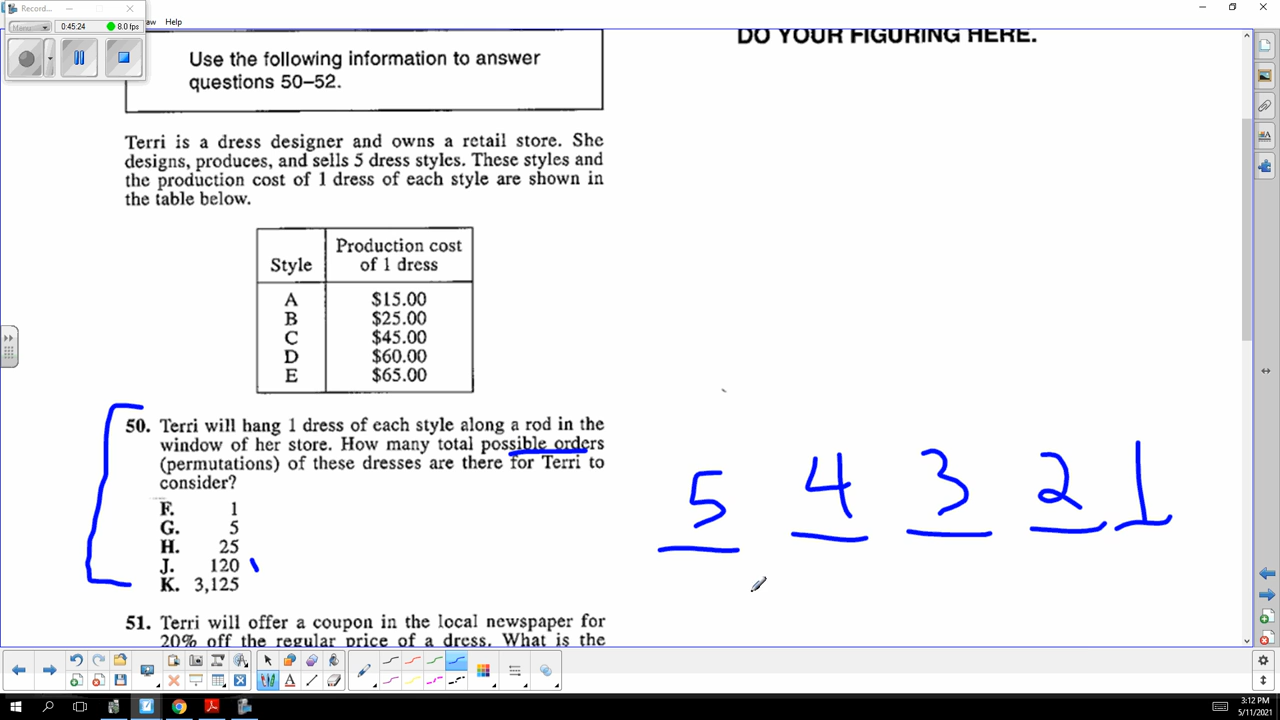 Record...
0:45:24 8.0 fps
Menu
aw Help
Use the following information to answer
questions 50–52.
DO YOUR FIGURING HERE.
Terri is a dress designer and owns a retail store. She
designs, produces, and sells 5 dress styles. These styles and
the production cost of 1 dress of each style are shown in
the table below.
Style Production cost
of 1 dress
A $15.00
B $25.00
C $45.00
D $60.00
E $65.00
50. Terri will hang 1 dress of each style along a rod in the
window of her store. How many total possible orders
(permutations) of these dresses are there for Terri to
consider?
F. 1
G. 5
H. 25
J. 120
K. 3,125
5 4 3 2 1
51. Terri will offer a coupon in the local newspaper for
20% off the regular price of a dress. What is the
3:12 PM
5/11/2021